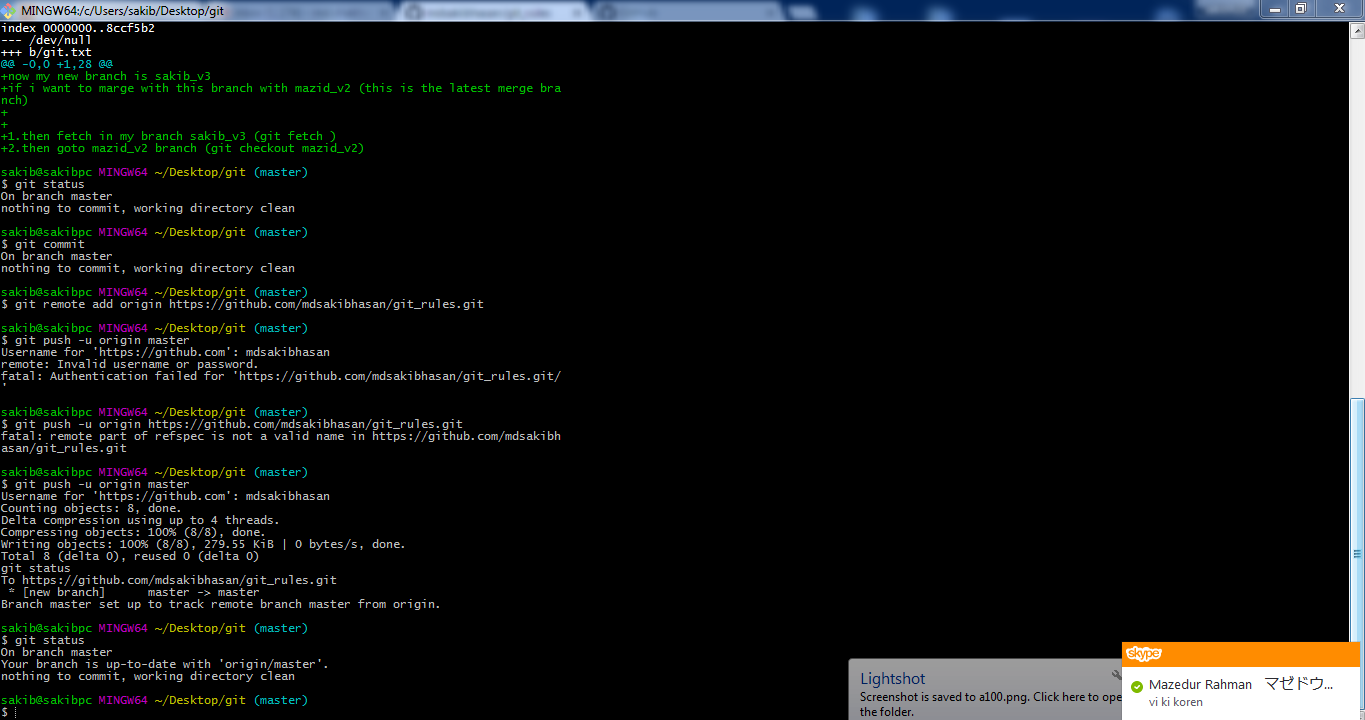 MINGW64:/c/Users/sakib/Desktop/git
index 0000000..8ccf5b2
--- /dev/null
+++ b/git.txt
@@ -0,0 +1,28 @@
+now my new branch is sakib_v3
+if i want to marge with this branch with mazid_v2 (this is the latest merge bra
nch)
+
+
+1.then fetch in my branch sakib_v3 (git fetch )
+2.then goto mazid_v2 branch (git checkout mazid_v2)
sakib@sakibpc MINGW64 ~/Desktop/git (master)
$ git status
On branch master
nothing to commit, working directory clean
sakib@sakibpc MINGW64 ~/Desktop/git (master)
$ git commit
On branch master
nothing to commit, working directory clean
sakib@sakibpc MINGW64 ~/Desktop/git (master)
$ git remote add origin https://github.com/mdsakibhasan/git_rules.git
sakib@sakibpc MINGW64 ~/Desktop/git (master)
$ git push -u origin master
Username for 'https://github.com': mdsakibhasan
remote: Invalid username or password.
fatal: Authentication failed for 'https://github.com/mdsakibhasan/git_rules.git/
'
sakib@sakibpc MINGW64 ~/Desktop/git (master)
$ git push -u origin https://github.com/mdsakibhasan/git_rules.git
fatal: remote part of refspec is not a valid name in https://github.com/mdsakibh
asan/git_rules.git
sakib@sakibpc MINGW64 ~/Desktop/git (master)
$ git push -u origin master
Username for 'https://github.com': mdsakibhasan
Counting objects: 8, done.
Delta compression using up to 4 threads.
Compressing objects: 100% (8/8), done.
Writing objects: 100% (8/8), 279.55 KiB | 0 bytes/s, done.
Total 8 (delta 0), reused 0 (delta 0)
git status
To https://github.com/mdsakibhasan/git_rules.git
 * [new branch]      master -> master
Branch master set up to track remote branch master from origin.
sakib@sakibpc MINGW64 ~/Desktop/git (master)
$ git status
On branch master
Your branch is up-to-date with 'origin/master'.
nothing to commit, working directory clean
sakib@sakibpc MINGW64 ~/Desktop/git (master)
$
Lightshot
Screenshot is saved to a100.png. Click here to ope
the folder.
skype
Mazedur Rahman マゼドウ...
vi ki koren